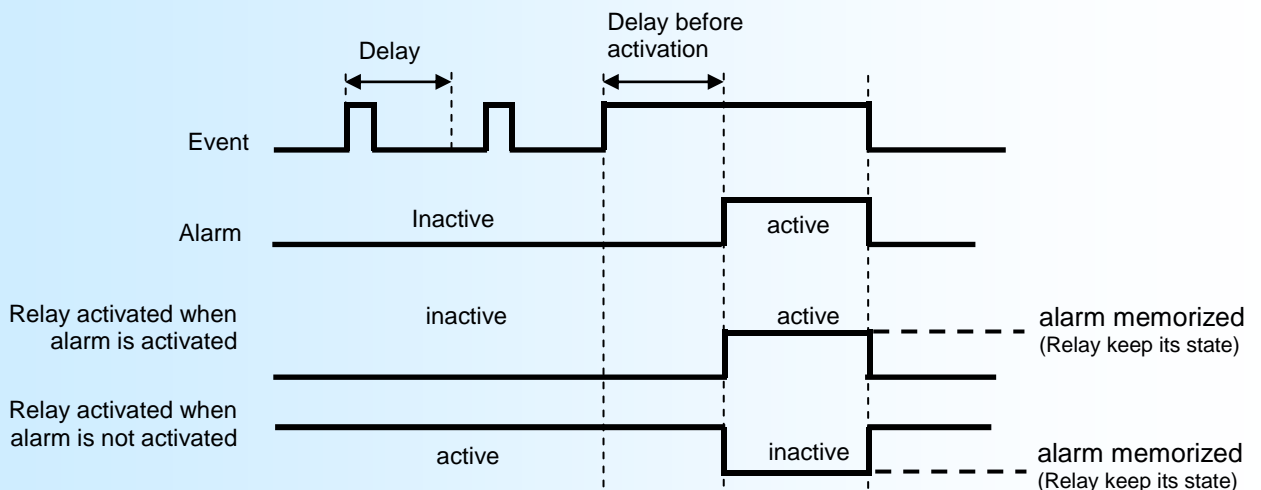 Delay before
activation
Delay
Event
Inactive
active
Alarm
Relay activated when
alarm is activated
inactive
active
alarm memorized
(Relay keep its state)
Relay activated when
alarm is not activated
active
inactive
alarm memorized
(Relay keep its state)